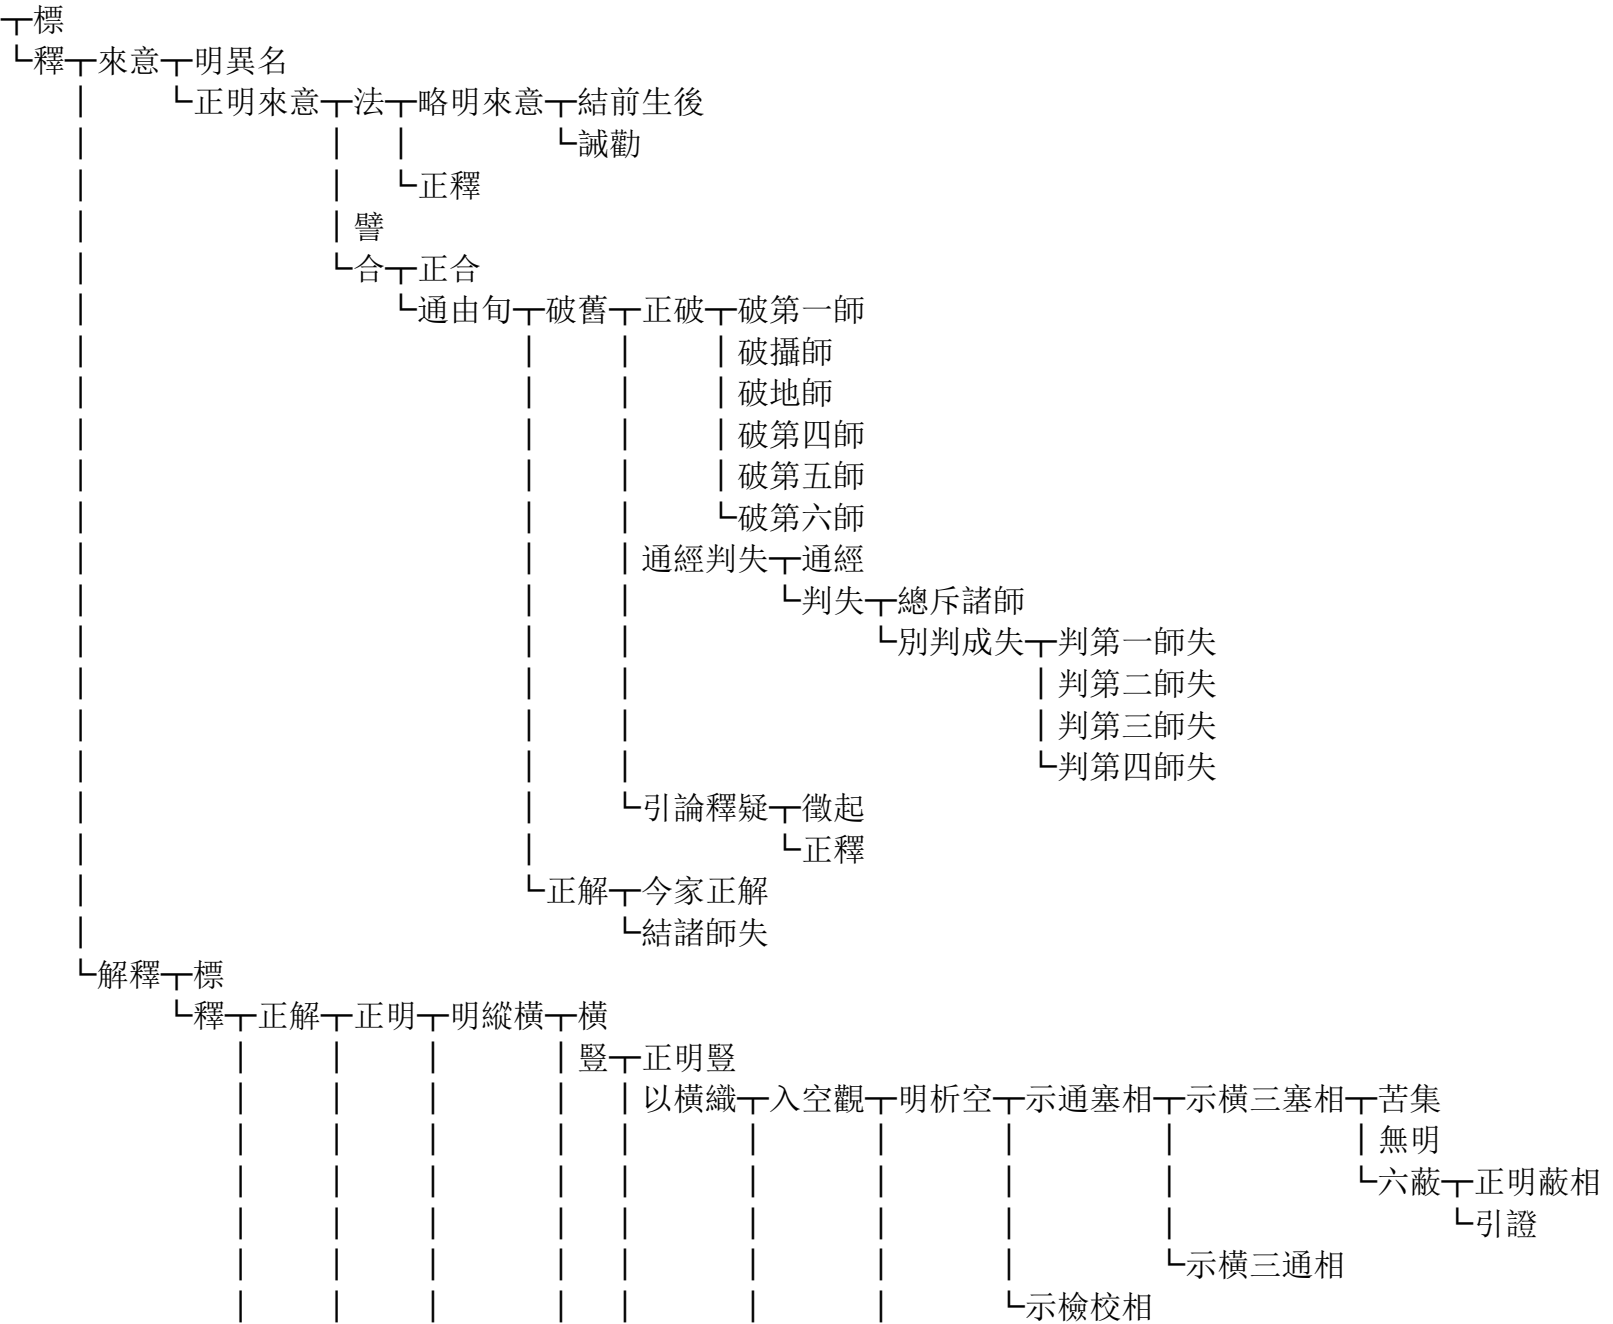 ┬標
└釋┬來意┬明異名
│└正明來意┬法┬略明來意┬結前生後
│││└誡勸
││└正釋
││譬
│└合┬正合
│└通由旬┬破舊┬正破┬破第一師
││││破攝師
││││破地師
││││破第四師
││││破第五師
│││└破第六師
│││通經判失┬通經
│││└判失┬總斥諸師
│││└別判成失┬判第一師失
││││判第二師失
││││判第三師失
│││└判第四師失
││└引論釋疑┬徵起
││└正釋
│└正解┬今家正解
│└結諸師失
└解釋┬標
└釋┬正解┬正明┬明縱橫┬橫
││││豎┬正明豎
│││││以橫織┬入空觀┬明析空┬示通塞相┬示橫三塞相┬苦集
││││││││││無明
│││││││││└六蔽┬正明蔽相
│││││││││└引證
││││││││└示橫三通相
│││││││└示檢校相